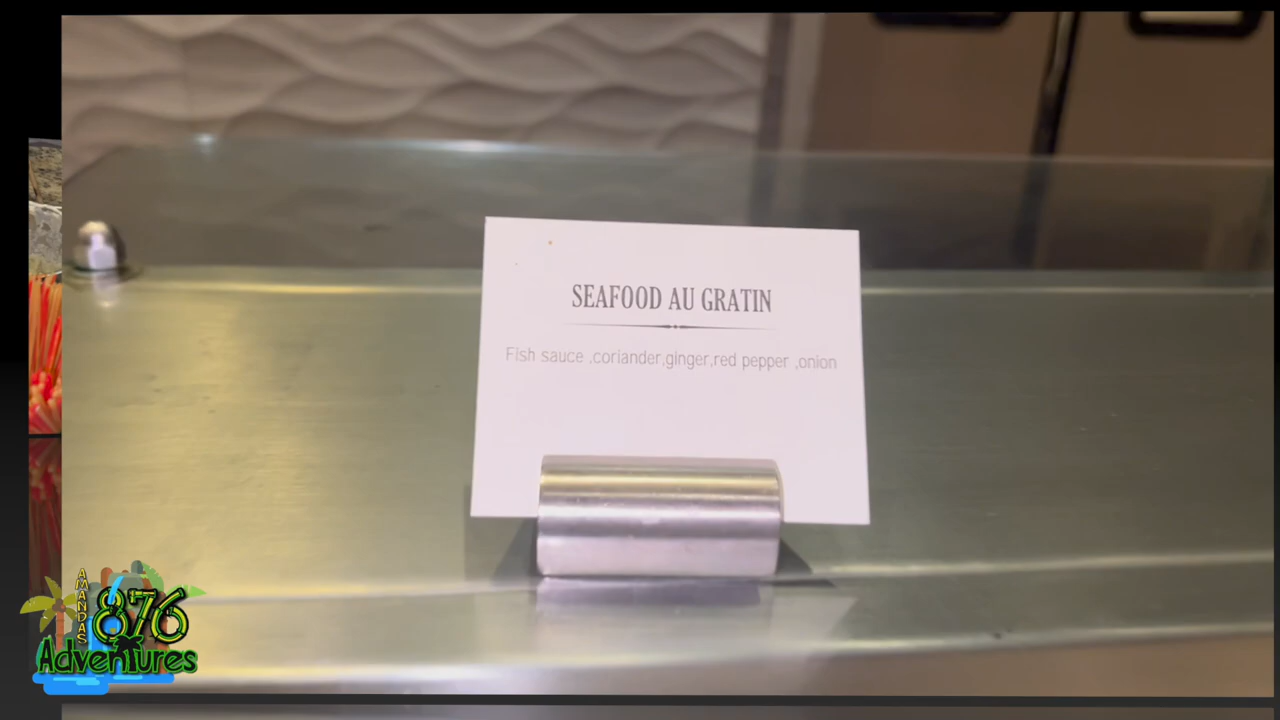 SEAFOOD AU GRATIN
Fish sauce .coriander,ginger,red pepper ,onion
AMANDAS
876
Adventures